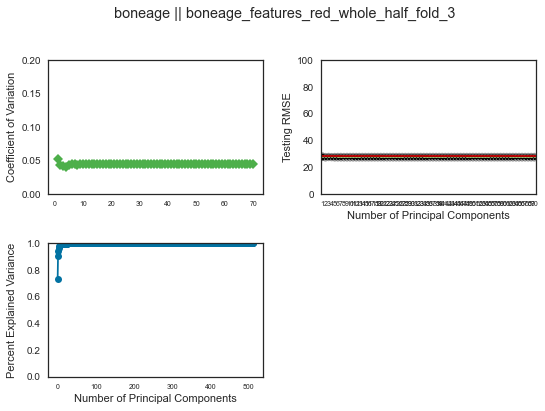 boneage || boneage_features_red_whole_half_fold_3
Coefficient of Variation
0.20
0.15
0.10
0.05
0.00
0 10 20 30 40 50 60 70
Testing RMSE
100
80
60
40
20
0
Number of Principal Components
Percent Explained Variance
1.0
0.8
0.6
0.4
0.2
0.0
0 100 200 300 400 500
Number of Principal Components